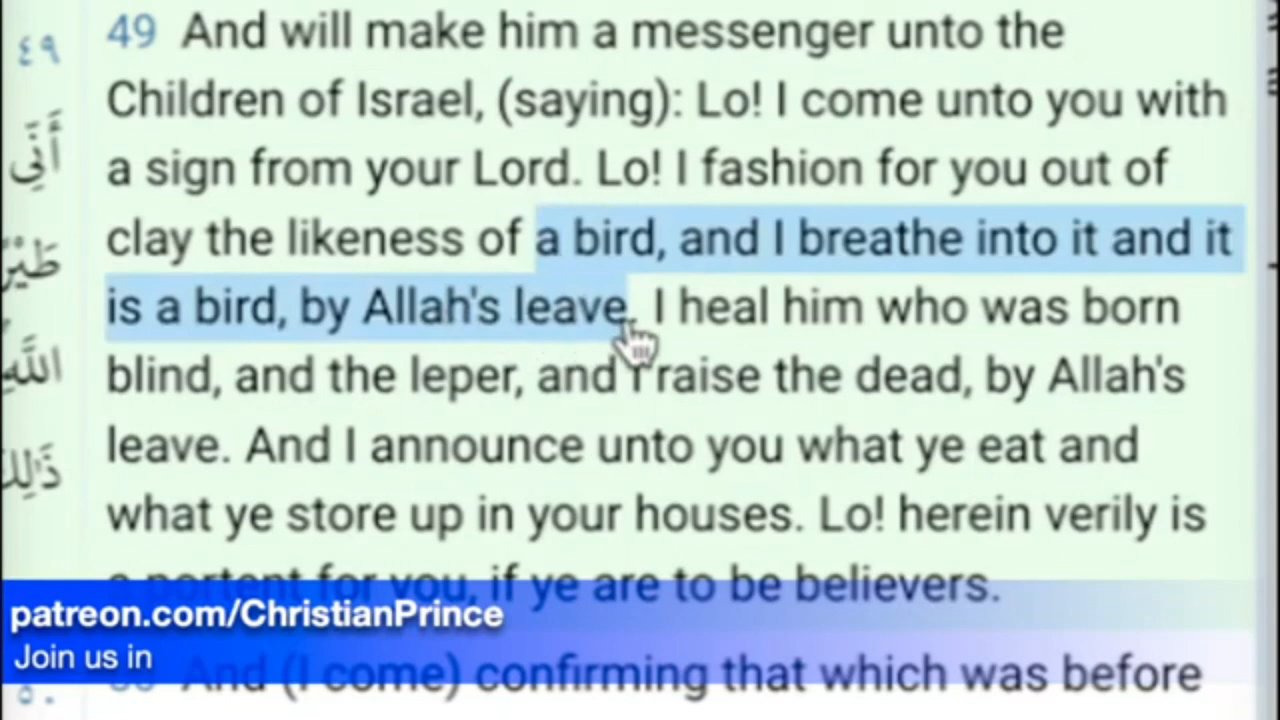 ٤٩
49 And will make him a messenger unto the
Children of Israel, (saying): Lo! I come unto you with
أَنِّى
a sign from your Lord. Lo! I fashion for you out of
clay the likeness of a bird, and I breathe into it and it
is a bird, by Allah's leave. I heal him who was born
blind, and the leper, and I raise the dead, by Allah's
leave. And I announce unto you what ye eat and
what ye store up in your houses. Lo! herein verily is
a portent for you, if ye are to be believers.
patreon.com/ChristianPrince
Join us in
٥٠
And (I come) confirming that which was before